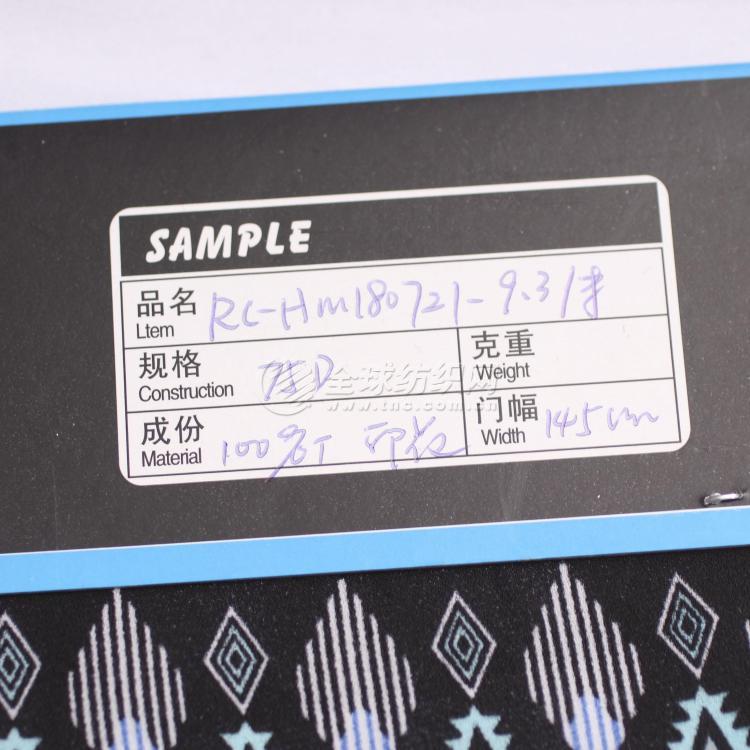 SAMPLE
品名 Ltem RC-HM180721-9.3/米
规格 Construction 75D 克重 Weight
全球纺织网
www.tnc.com.cn
成份 Material 100%T 印花 门幅 Width 145cm